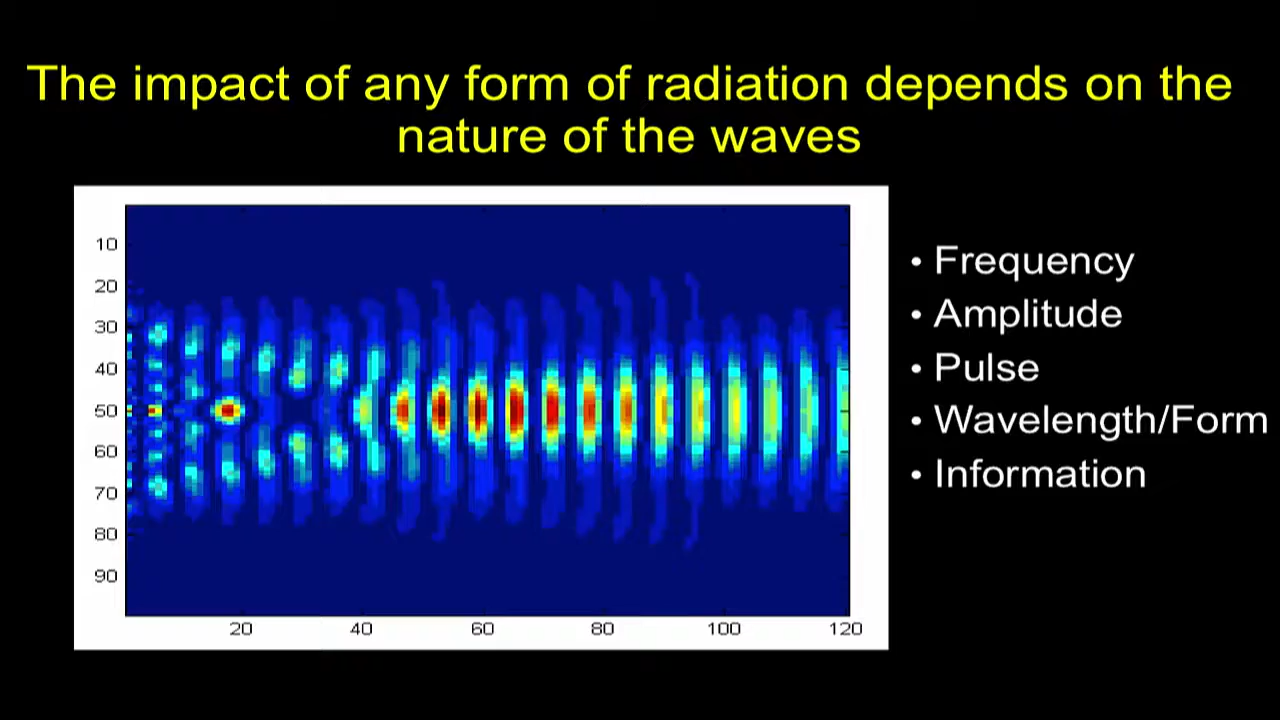 The impact of any form of radiation depends on the
nature of the waves
10
20
30
40
50
60
70
80
90
20 40 60 80 100 120
• Frequency
• Amplitude
• Pulse
• Wavelength/Form
• Information